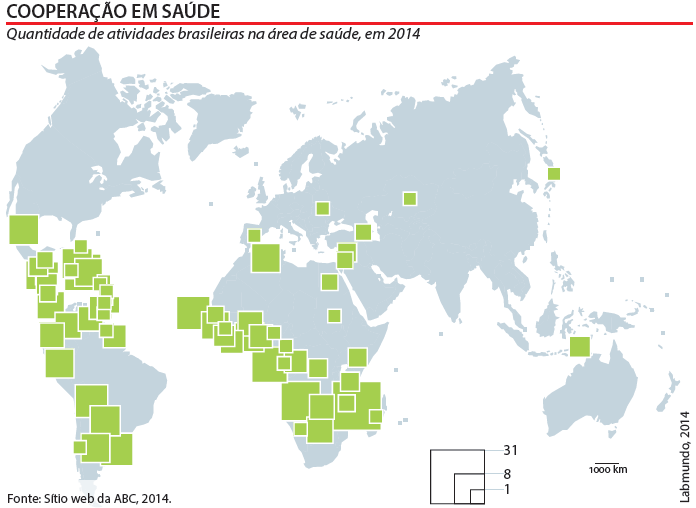 COOPERAÇÃO EM SAÚDE
Quantidade de atividades brasileiras na área de saúde, em 2014
31
8
1
1000 km
Labmundo, 2014
Fonte: Sítio web da ABC, 2014.